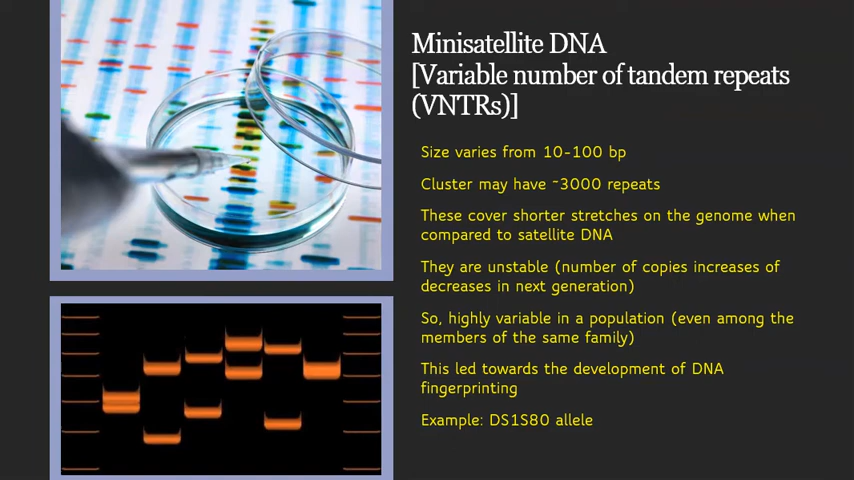 Minisatellite DNA
[Variable number of tandem repeats
(VNTRs)]
Size varies from 10-100 bp
Cluster may have ~3000 repeats
These cover shorter stretches on the genome when
compared to satellite DNA
They are unstable (number of copies increases of
decreases in next generation)
So, highly variable in a population (even among the
members of the same family)
This led towards the development of DNA
fingerprinting
Example: DS1S80 allele